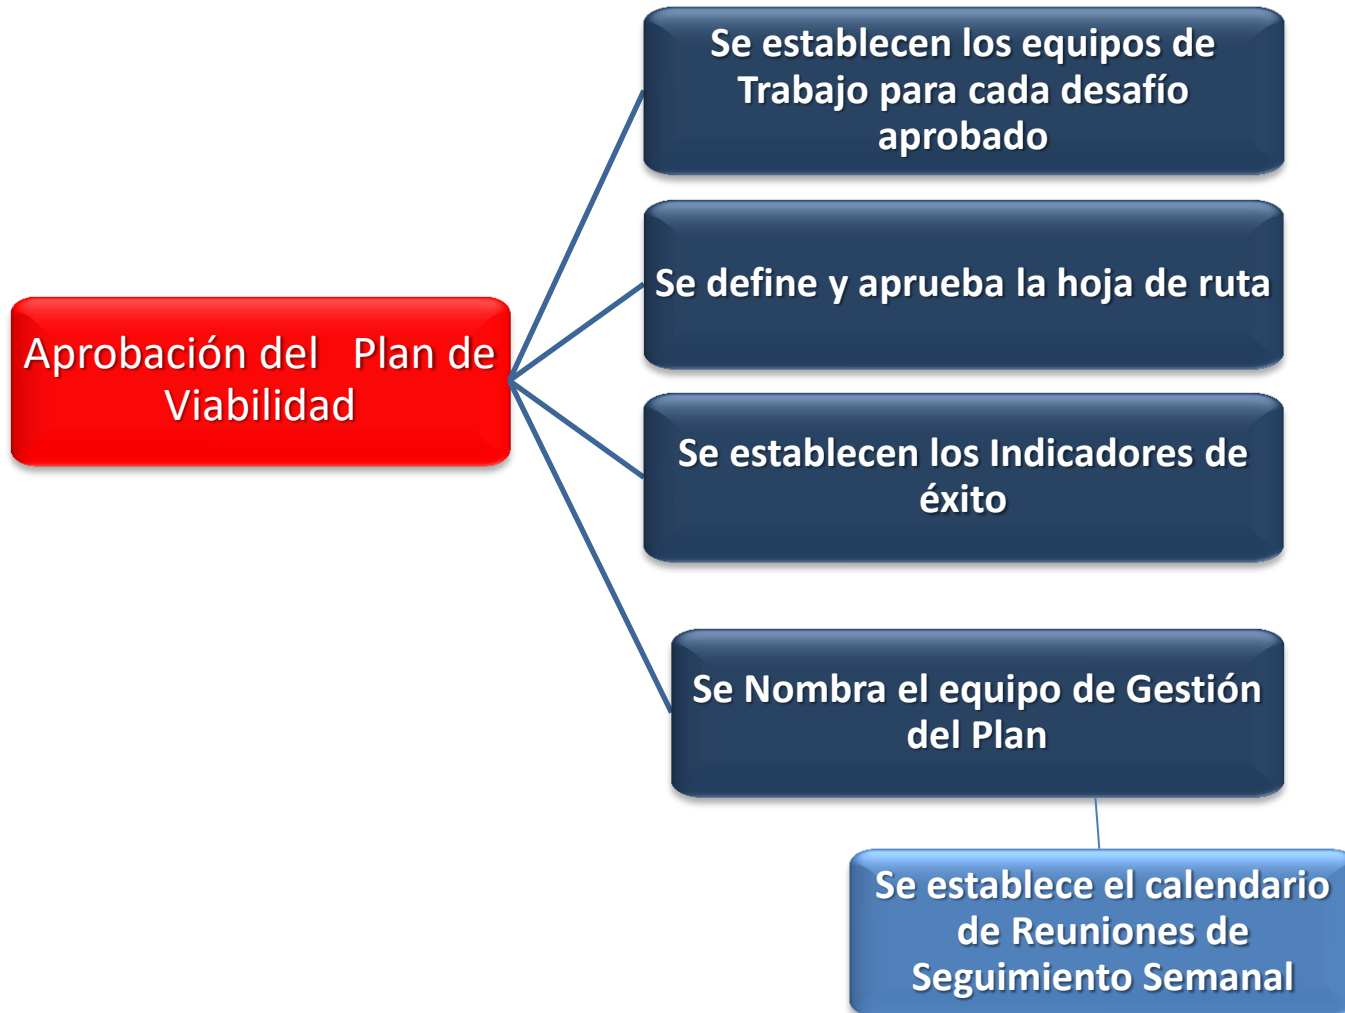 Se establecen los equipos de
Trabajo para cada desafío
aprobado
Se define y aprueba la hoja de ruta
Aprobación del   Plan de
Viabilidad
Se establecen los Indicadores de
éxito
Se Nombra el equipo de Gestión
del Plan
Se establece el calendario
de Reuniones de
Seguimiento Semanal